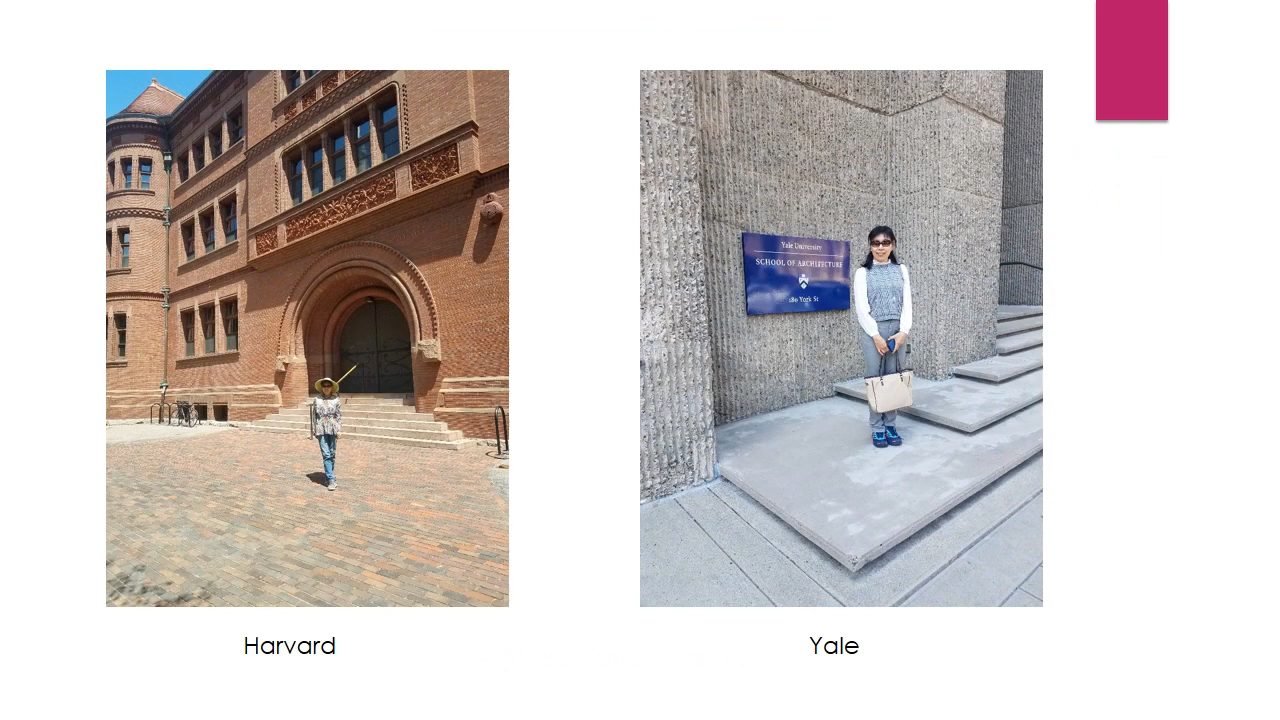 Yale University
SCHOOL OF ARCHITECTURE
180 York St
Harvard
Yale